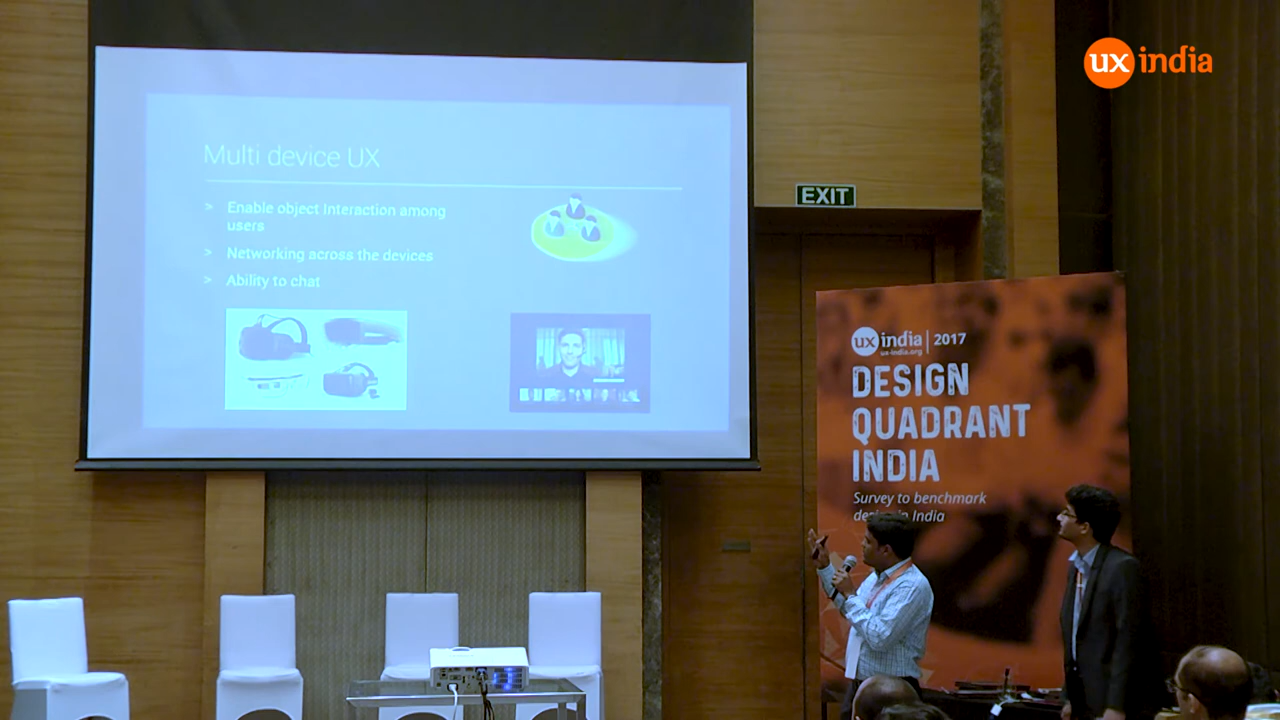 ux india
Multi device UX
> Enable object Interaction among
users
> Networking across the devices
> Ability to chat
EXIT
ux india | 2017
ux-india.org
DESIGN
QUADRANT
INDIA
Survey to benchmark
in India